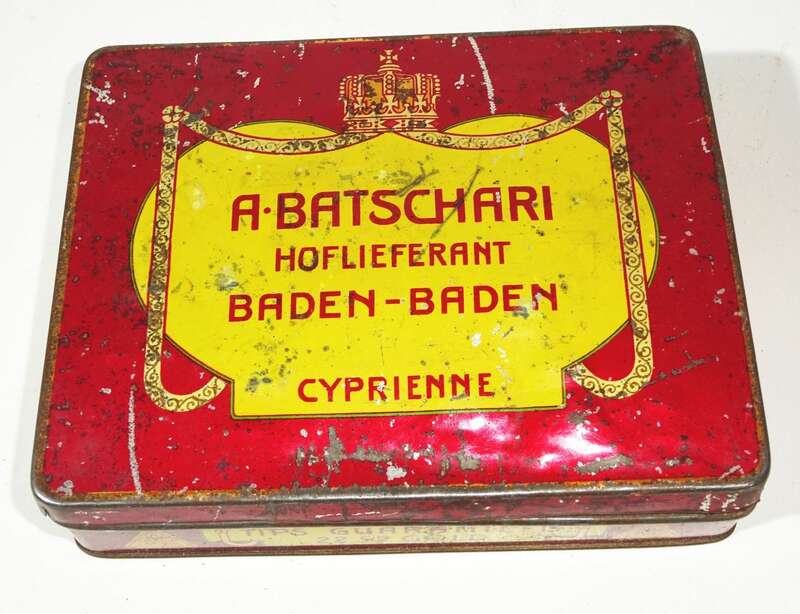 A·BATSCHARI
HOFLIEFERANT
BADEN-BADEN
CYPRIENNE